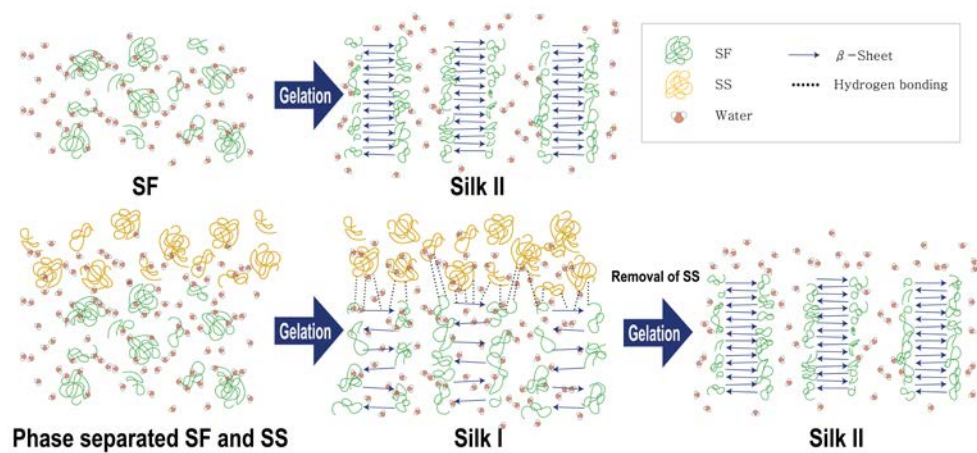 SF
SS
Water
β-Sheet
Hydrogen bonding
Gelation
SF
Silk II
Gelation
Removal of SS
Gelation
Phase separated SF and SS
Silk I
Silk II